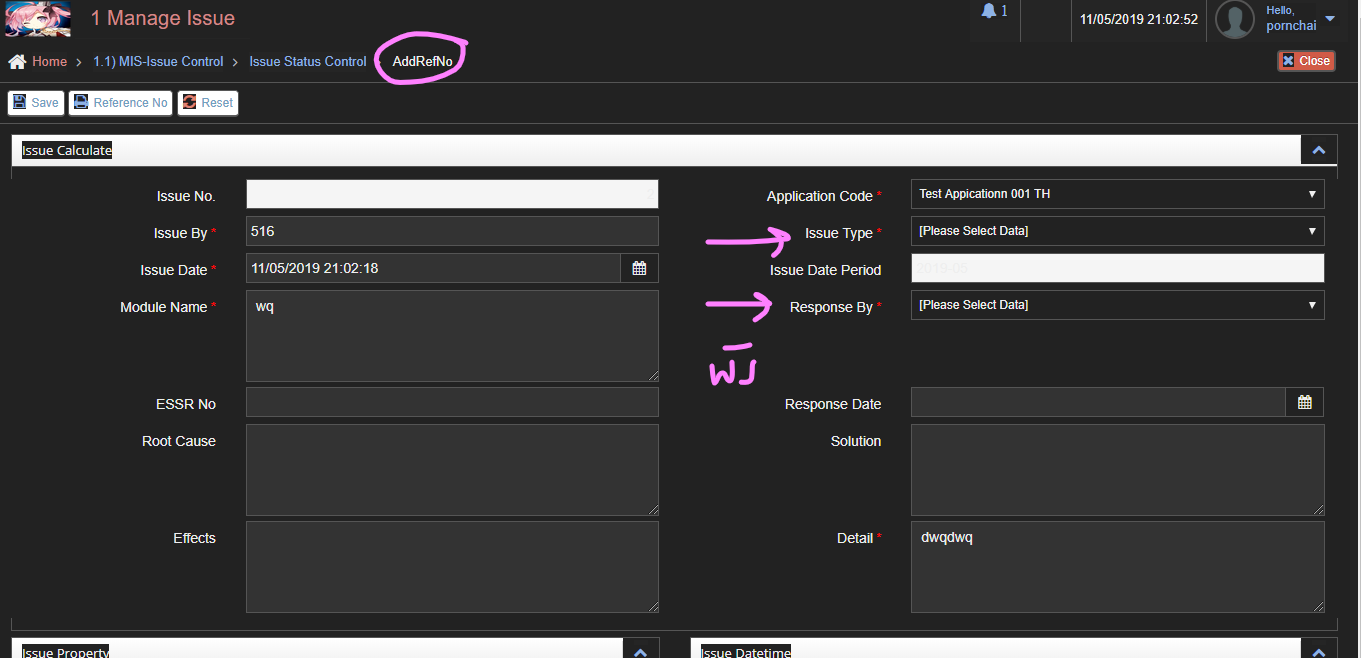 1 Manage Issue
1
11/05/2019 21:02:52
Hello,
pornchai
Home > 1.1) MIS-Issue Control > Issue Status Control AddRefNo
Close
Save Reference No Reset
Issue Calculate
Issue No. 2
Application Code * Test Appicationn 001 TH
Issue By * 516
Issue Type * [Please Select Data]
Issue Date * 11/05/2019 21:02:18
Issue Date Period 2019-05
Module Name * wq
Response By * [Please Select Data]
ESSR No
Response Date
Root Cause
Solution
Effects
Detail * dwqdwq
Issue Property
Issue Datetime